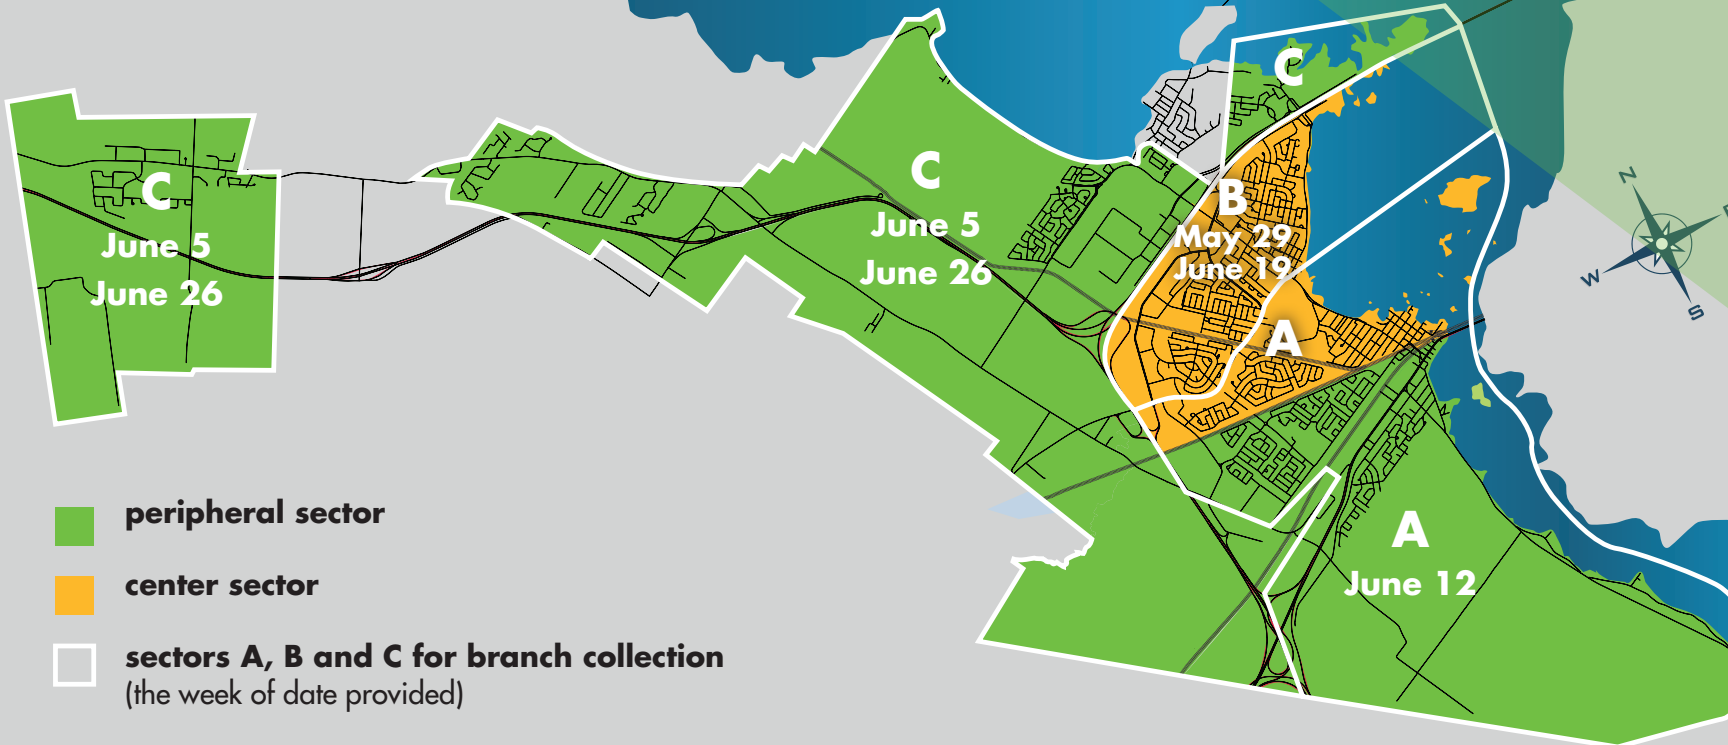 C
C
June 5
June 26
C
June 5
June 26
B
May 29
June 19
A
A
June 12
N
W
S
peripheral sector
center sector
sectors A, B and C for branch collection
(the week of date provided)